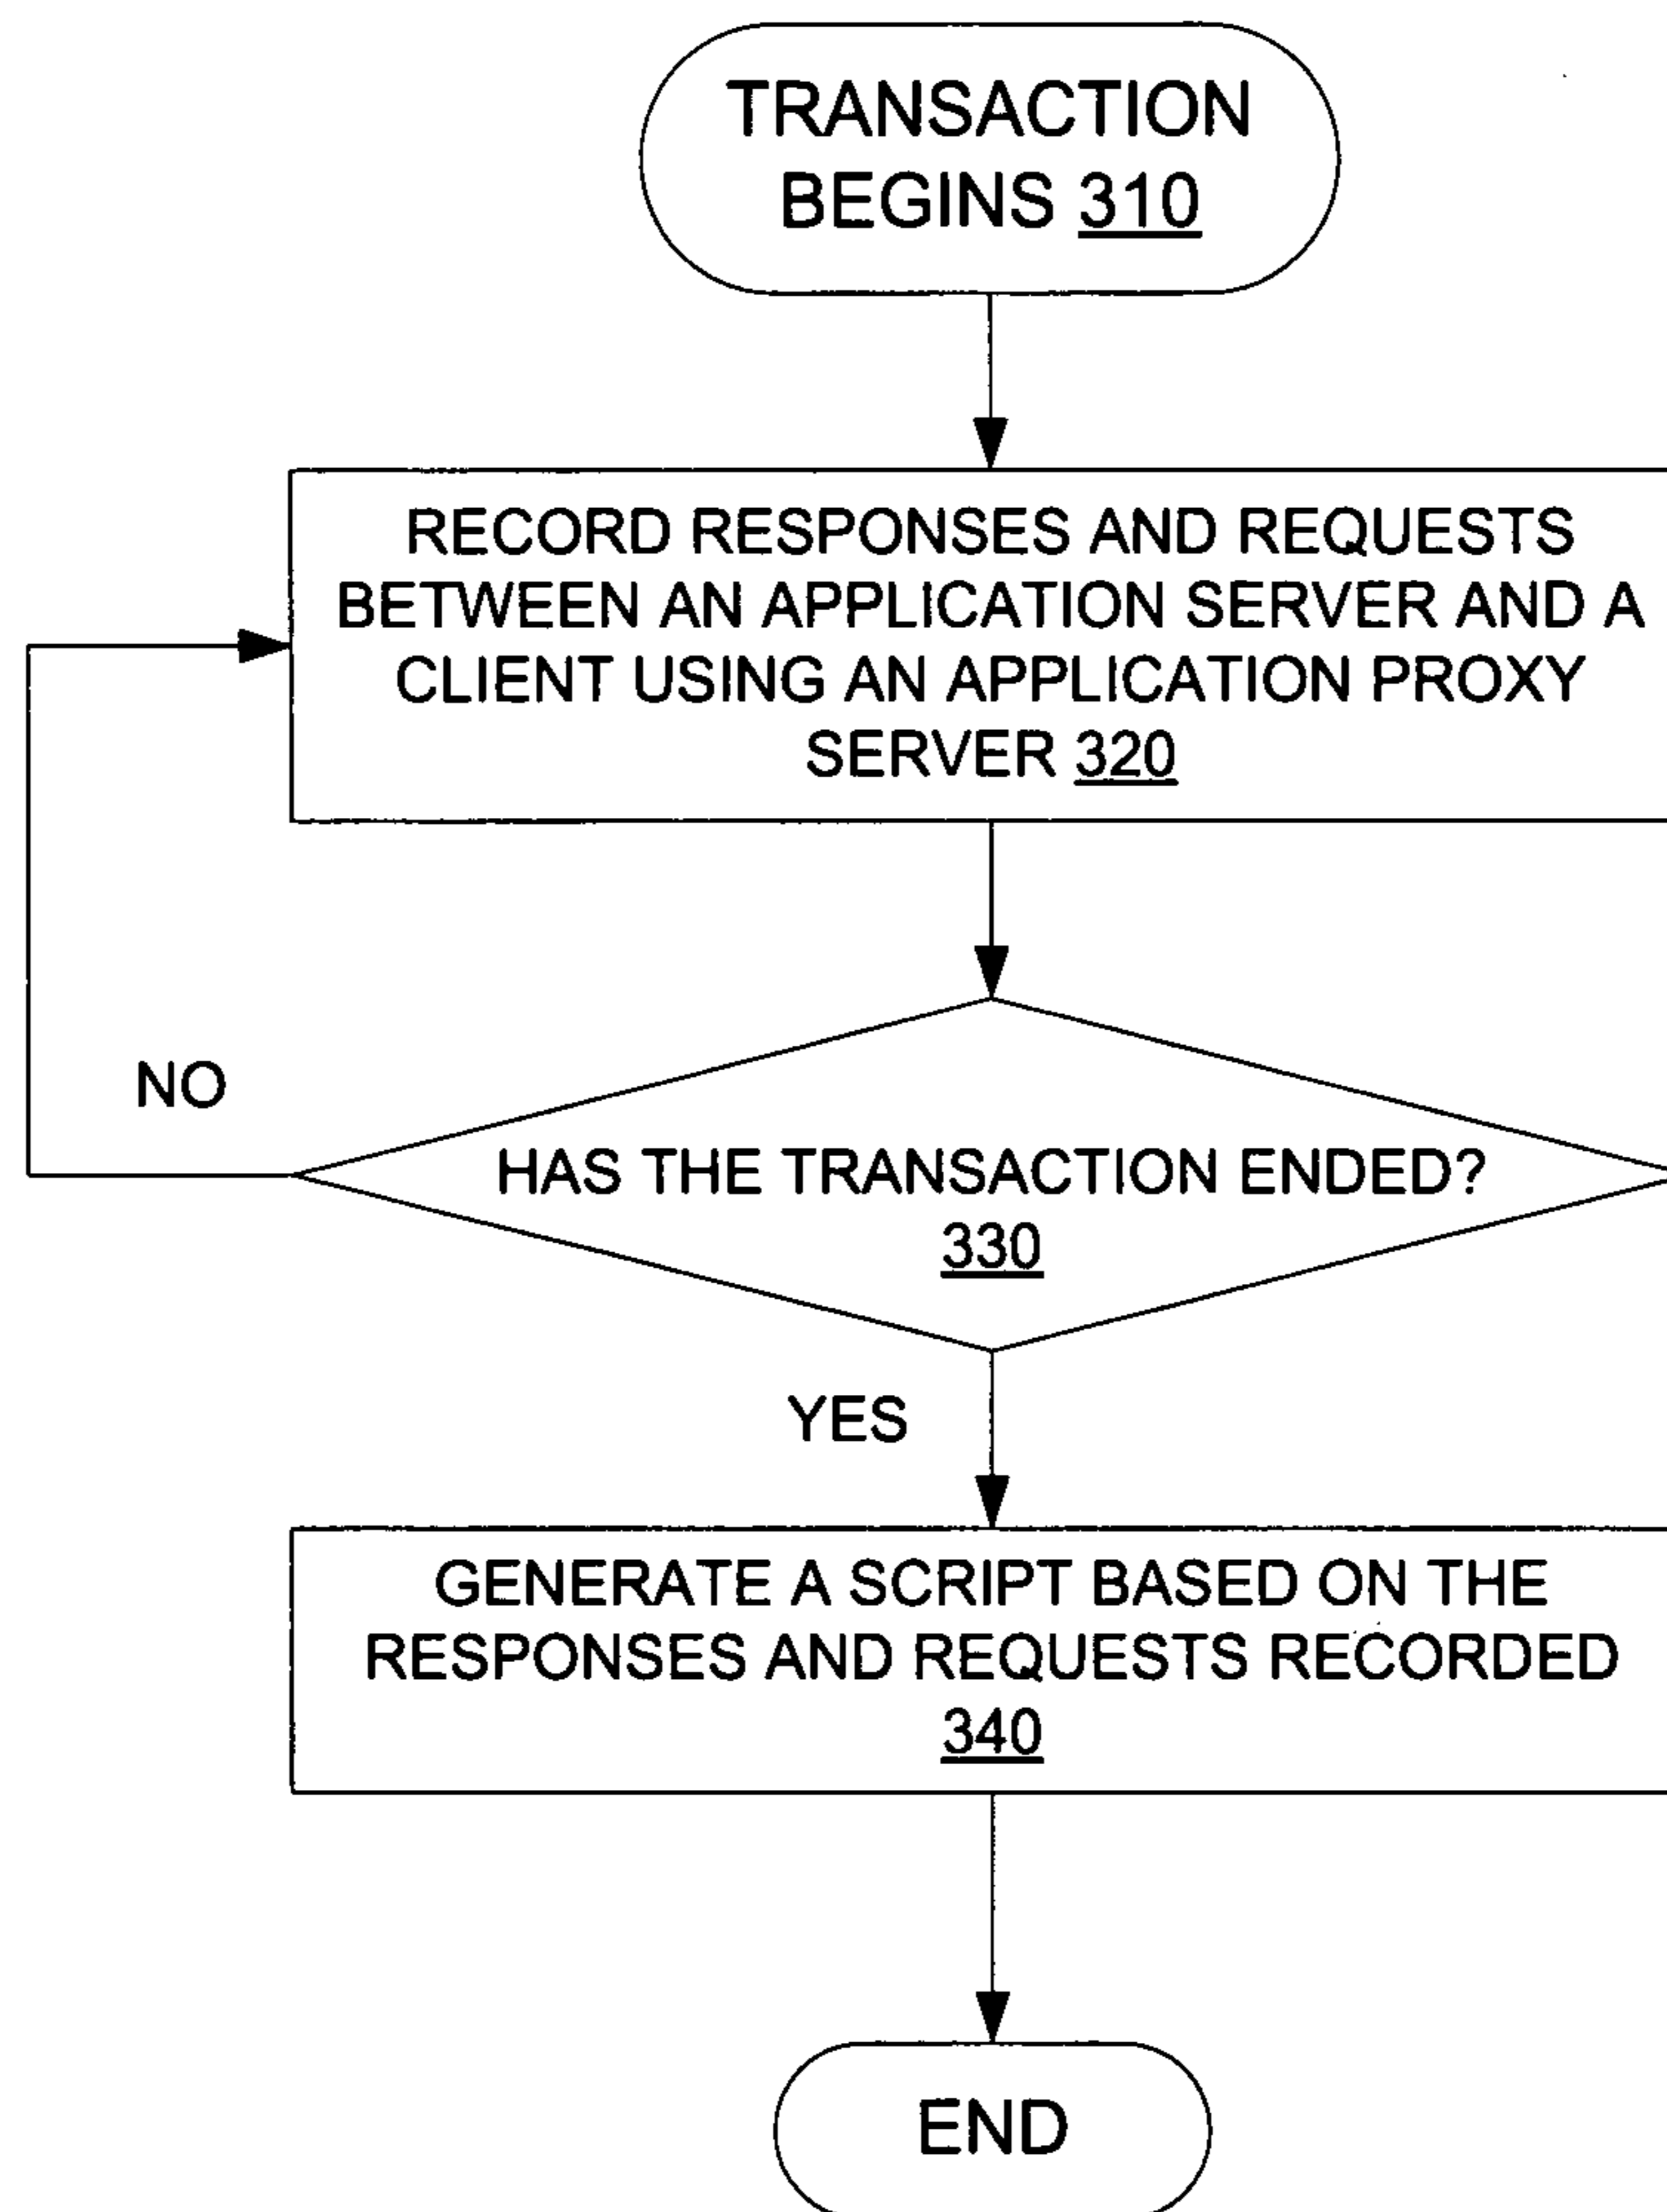 TRANSACTION
BEGINS 310
RECORD RESPONSES AND REQUESTS
BETWEEN AN APPLICATION SERVER AND A
CLIENT USING AN APPLICATION PROXY
SERVER 320
NO
HAS THE TRANSACTION ENDED?
330
YES
GENERATE A SCRIPT BASED ON THE
RESPONSES AND REQUESTS RECORDED
340
END